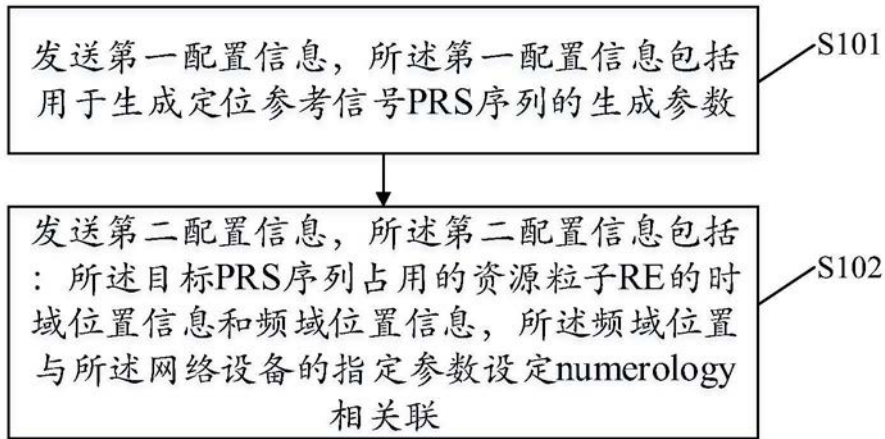 发送第一配置信息，所述第一配置信息包括
用于生成定位参考信号PRS序列的生成参数
S101
发送第二配置信息，所述第二配置信息包括
：所述目标PRS序列占用的资源粒子RE的时
域位置信息和频域位置信息，所述频域位置
与所述网络设备的指定参数设定numerology
相关联
S102